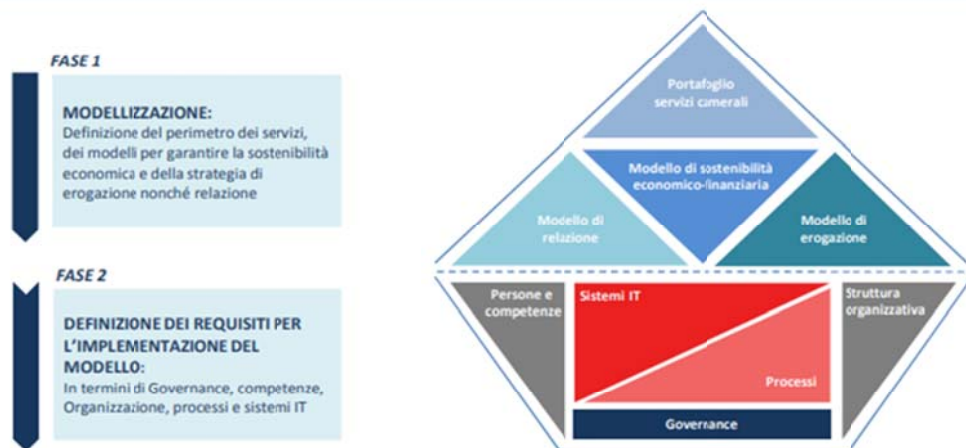 FASE 1
MODELLIZZAZIONE:
Definizione del perimetro dei servizi,
dei modelli per garantire la sostenibilità
economica e della strategia di
erogazione nonché relazione
FASE 2
DEFINIZIONE DEI REQUISITI PER
L'IMPLEMENTAZIONE DEL
MODELLO:
In termini di Governance, competenze,
Organizzazione, processi e sistemi IT
Portafoglio
servizi camerali
Modello di sostenibilità
economico-finanziaria
Modello di
relazione
Modello di
erogazione
Persone e
competenze
Sistemi IT
Struttura
organizzativa
Processi
Governance